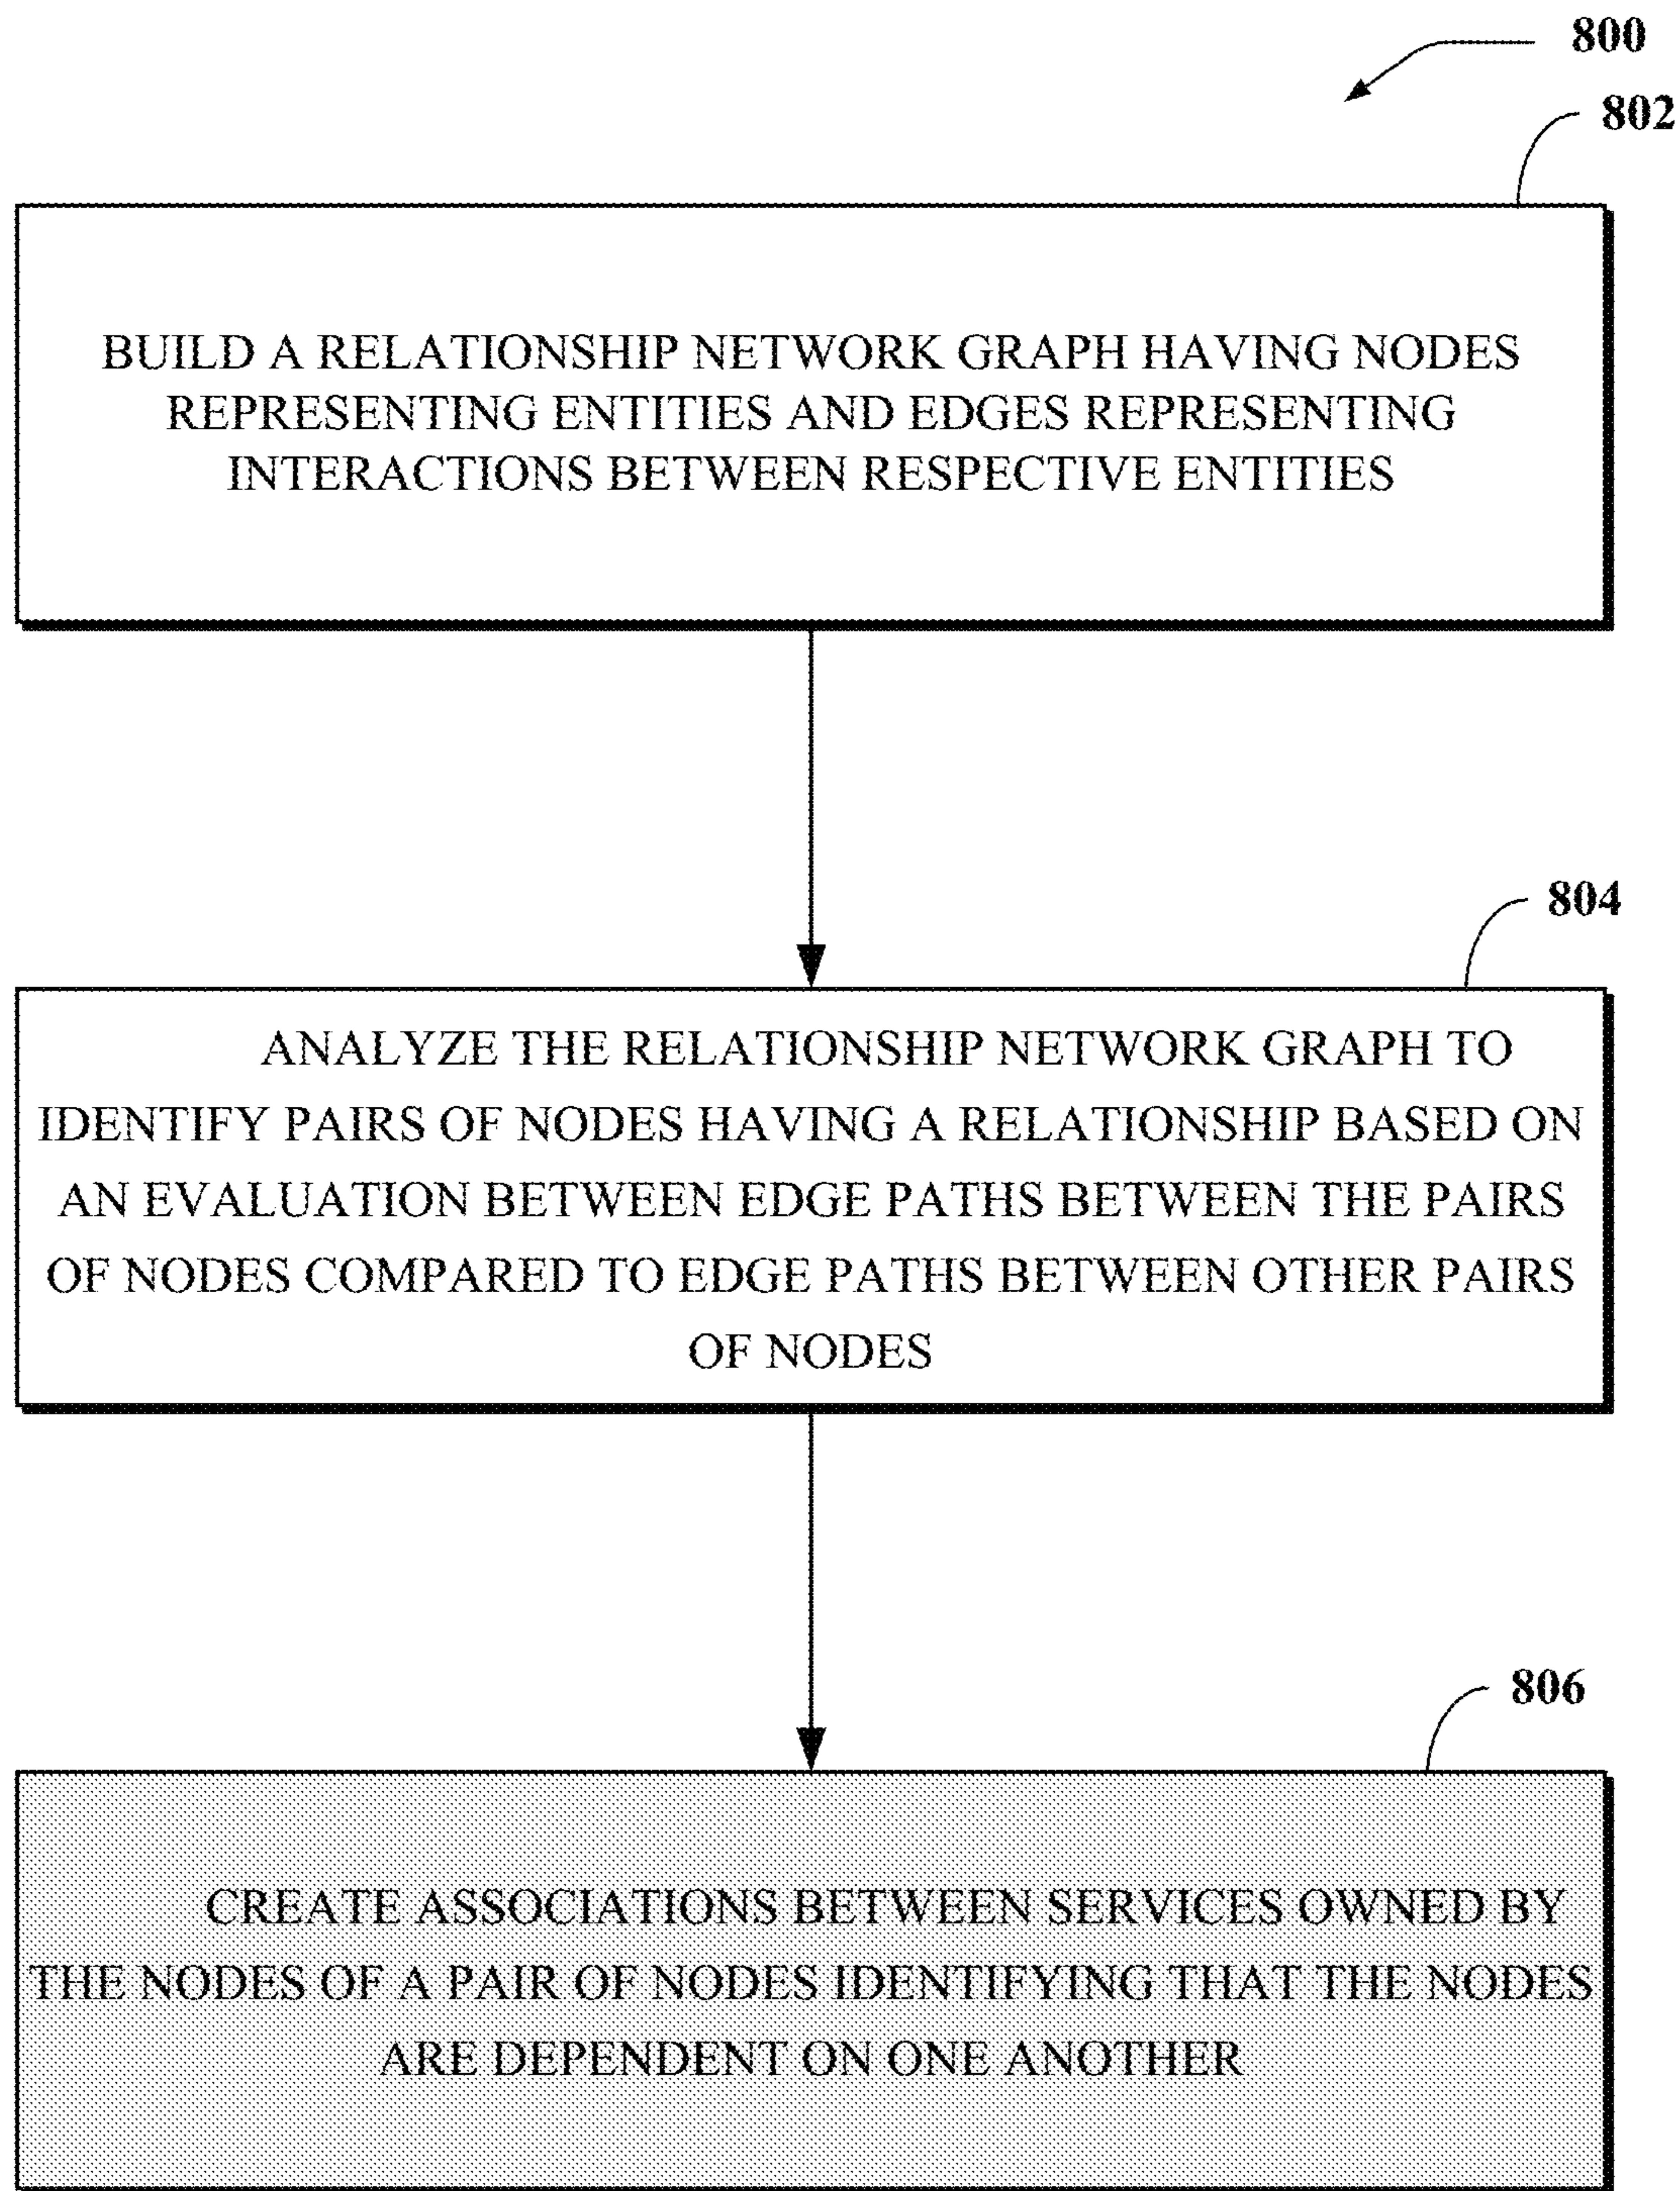 800
802
BUILD A RELATIONSHIP NETWORK GRAPH HAVING NODES
REPRESENTING ENTITIES AND EDGES REPRESENTING
INTERACTIONS BETWEEN RESPECTIVE ENTITIES
804
ANALYZE THE RELATIONSHIP NETWORK GRAPH TO
IDENTIFY PAIRS OF NODES HAVING A RELATIONSHIP BASED ON
AN EVALUATION BETWEEN EDGE PATHS BETWEEN THE PAIRS
OF NODES COMPARED TO EDGE PATHS BETWEEN OTHER PAIRS
OF NODES
806
CREATE ASSOCIATIONS BETWEEN SERVICES OWNED BY
THE NODES OF A PAIR OF NODES IDENTIFYING THAT THE NODES
ARE DEPENDENT ON ONE ANOTHER